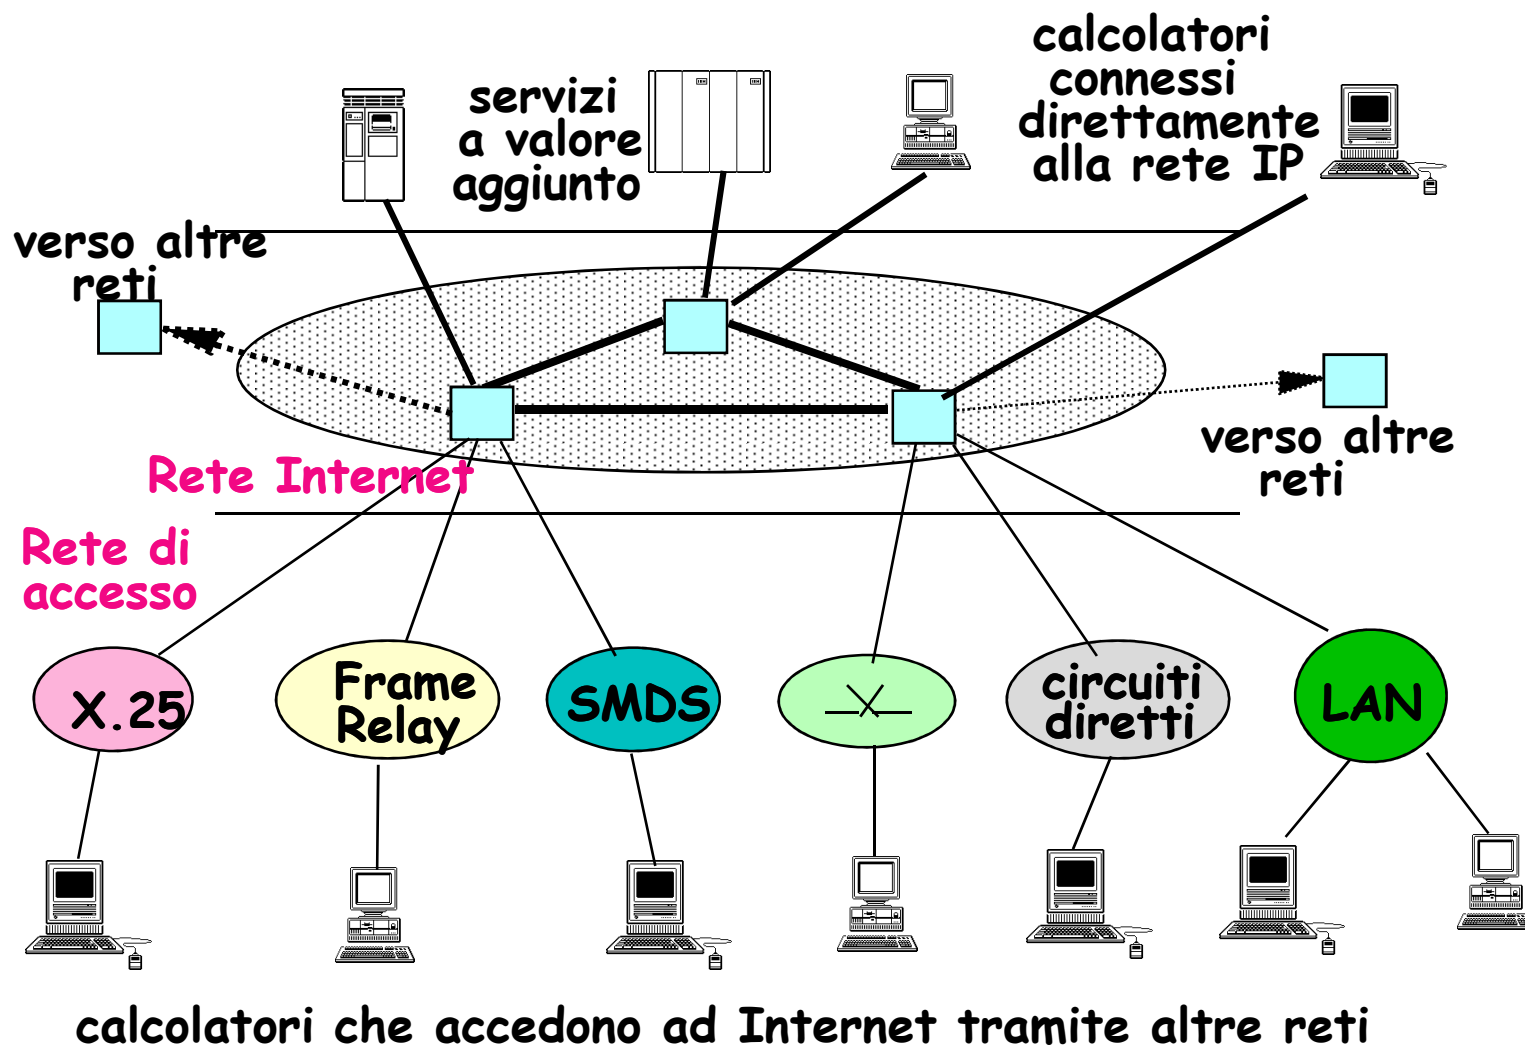 calcolatori
connessi
direttamente
alla rete IP
servizi
a valore
aggiunto
verso altre
reti
verso altre
reti
Rete Internet
Rete di
accesso
X.25
Frame
Relay
SMDS
circuiti
diretti
LAN
calcolatori che accedono ad Internet tramite altre reti